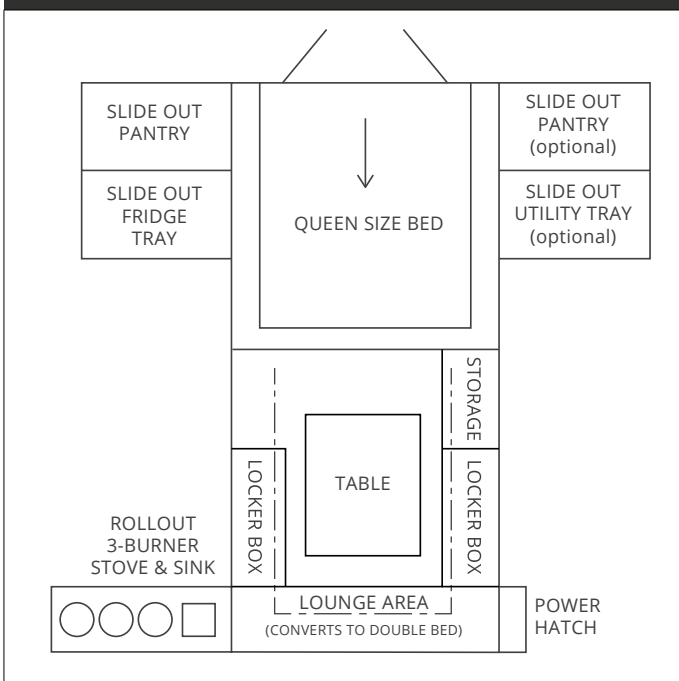 SLIDE OUT
PANTRY
SLIDE OUT
PANTRY
(optional)
SLIDE OUT
FRIDGE
TRAY
QUEEN SIZE BED
SLIDE OUT
UTILITY TRAY
(optional)
STORAGE
LOCKER BOX
TABLE
LOCKER BOX
ROLLOUT
3-BURNER
STOVE & SINK
LOUNGE AREA
(CONVERTS TO DOUBLE BED)
POWER
HATCH